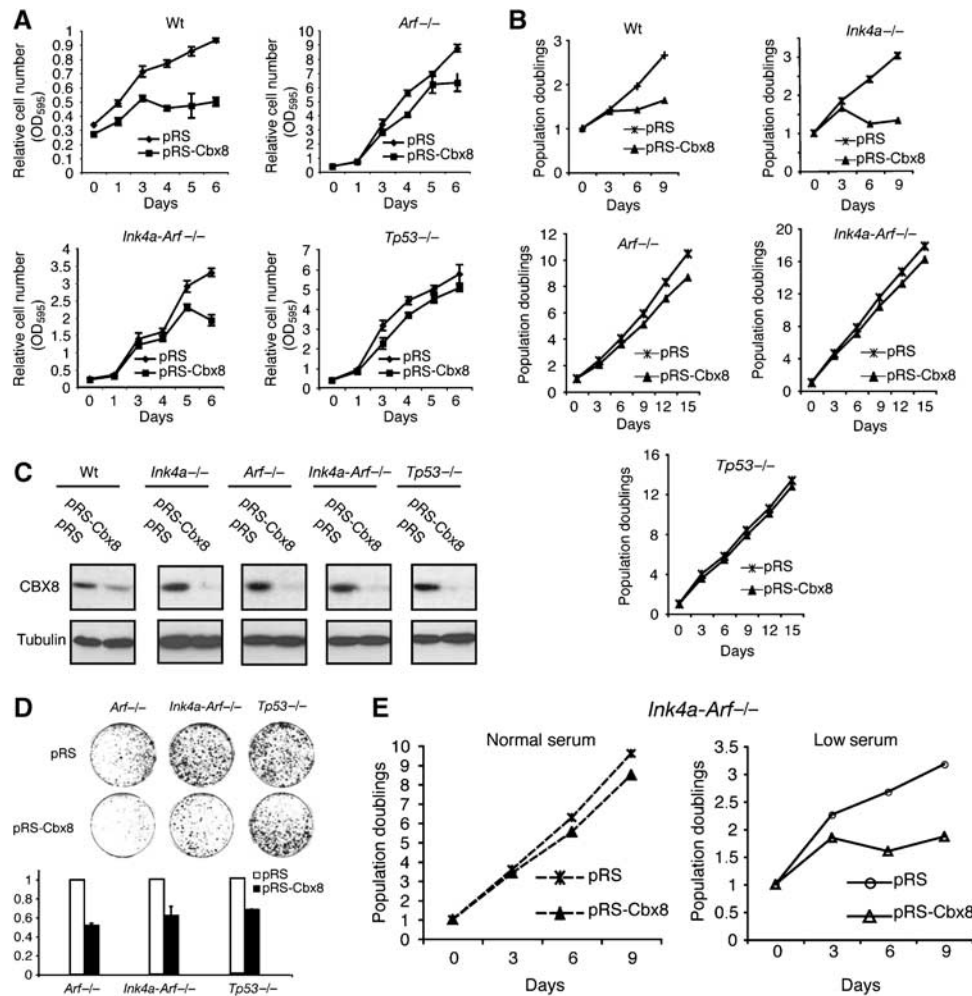 A
Wt
Relative cell number
(OD595)
1
0.9
0.8
0.7
0.6
0.5
0.4
0.3
0.2
0.1
0
pRS
pRS-Cbx8
0 1 3 4 5 6
Days
Arf–/–
Relative cell number
(OD595)
10
9
8
7
6
5
4
3
2
1
0
pRS
pRS-Cbx8
0 1 3 4 5 6
Days
Ink4a-Arf–/–
Relative cell number
(OD595)
4
3.5
3
2.5
2
1.5
1
0.5
0
pRS
pRS-Cbx8
0 1 3 4 5 6
Days
Tp53–/–
Relative cell number
(OD595)
7
6
5
4
3
2
1
0
pRS
pRS-Cbx8
0 1 3 4 5 6
Days
B
Wt
Population doublings
3
2
1
0
pRS
pRS-Cbx8
0 3 6 9
Days
Ink4a–/–
Population doublings
3
2
1
0
pRS
pRS-Cbx8
0 3 6 9
Days
Arf–/–
Population doublings
12
10
8
6
4
2
0
pRS
pRS-Cbx8
0 3 6 9 12 15
Days
Ink4a-Arf–/–
Population doublings
20
16
12
8
4
0
pRS
pRS-Cbx8
0 3 6 9 12 15
Days
Tp53–/–
Population doublings
16
12
8
4
0
pRS
pRS-Cbx8
0 3 6 9 12 15
Days
C
Wt Ink4a–/– Arf–/– Ink4a-Arf–/– Tp53–/–
pRS-Cbx8 pRS-Cbx8 pRS-Cbx8 pRS-Cbx8 pRS-Cbx8
pRS pRS pRS pRS pRS
CBX8
Tubulin
D
Arf–/– Ink4a-Arf–/– Tp53–/–
pRS
pRS-Cbx8
pRS
pRS-Cbx8
1
0.8
0.6
0.4
0.2
0
Arf–/– Ink4a-Arf–/– Tp53–/–
E
Ink4a-Arf–/–
Normal serum
Population doublings
10
9
8
7
6
5
4
3
2
1
0
pRS
pRS-Cbx8
0 3 6 9
Days
Low serum
Population doublings
3.5
3
2.5
2
1.5
1
0.5
0
pRS
pRS-Cbx8
0 3 6 9
Days